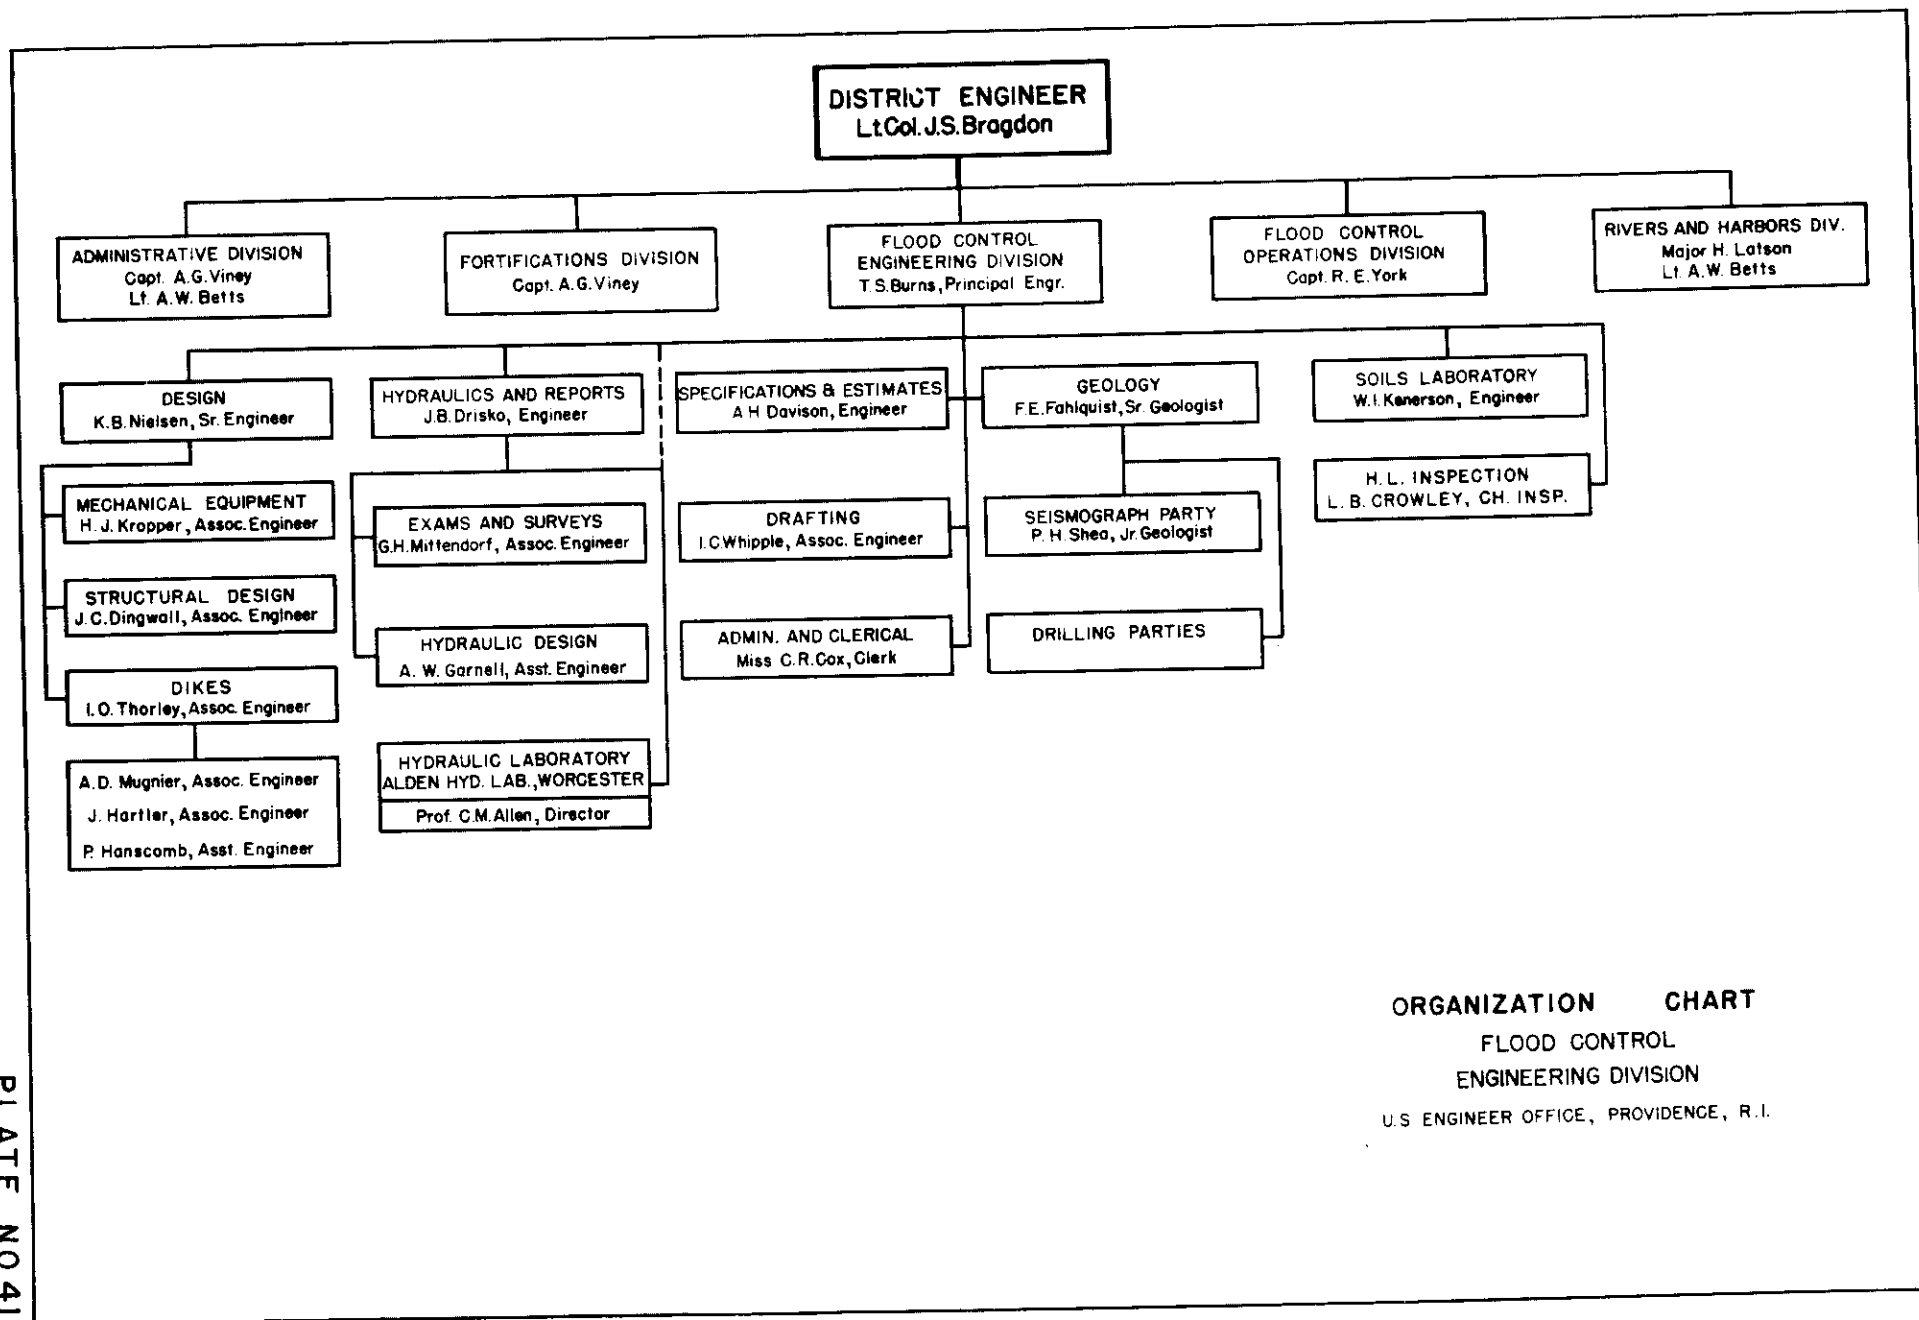 DISTRICT ENGINEER
Lt.Col. J.S.Bragdon
ADMINISTRATIVE DIVISION
Capt. A.G.Viney
Lt. A.W. Betts
FORTIFICATIONS DIVISION
Capt. A.G.Viney
FLOOD CONTROL
ENGINEERING DIVISION
T.S.Burns, Principal Engr.
FLOOD CONTROL
OPERATIONS DIVISION
Capt. R.E.York
RIVERS AND HARBORS DIV.
Major H. Latson
Lt. A.W. Betts
DESIGN
K.B.Nielsen, Sr. Engineer
HYDRAULICS AND REPORTS
J.B.Drisko, Engineer
SPECIFICATIONS & ESTIMATES
A H Davison, Engineer
GEOLOGY
F.E.Fahlquist, Sr. Geologist
SOILS LABORATORY
W.I.Kenerson, Engineer
MECHANICAL EQUIPMENT
H. J. Kropper, Assoc. Engineer
EXAMS AND SURVEYS
G.H.Mittendorf, Assoc. Engineer
DRAFTING
I.C.Whipple, Assoc. Engineer
SEISMOGRAPH PARTY
P. H. Shea, Jr. Geologist
H.L. INSPECTION
L. B. CROWLEY, CH. INSP.
STRUCTURAL DESIGN
J.C.Dingwall, Assoc. Engineer
HYDRAULIC DESIGN
A. W. Garnell, Asst. Engineer
ADMIN. AND CLERICAL
Miss C.R.Cox, Clerk
DRILLING PARTIES
DIKES
I.O.Thorley, Assoc. Engineer
A.D. Mugnier, Assoc. Engineer
J. Hartler, Assoc. Engineer
P. Hanscomb, Asst. Engineer
HYDRAULIC LABORATORY
ALDEN HYD. LAB., WORCESTER
Prof. C.M.Allen, Director
ORGANIZATION CHART
FLOOD CONTROL
ENGINEERING DIVISION
U.S ENGINEER OFFICE, PROVIDENCE, R.I.
PLATE NO.41